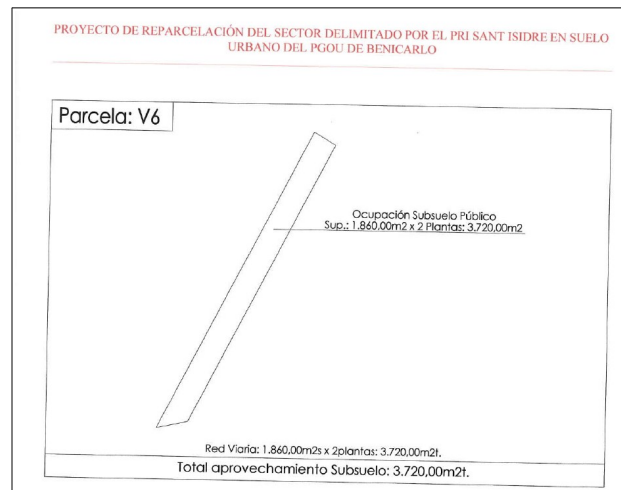 PROYECTO DE REPARCELACIÓN DEL SECTOR DELIMITADO POR EL PRI SANT ISIDRE EN SUELO
URBANO DEL PGOU DE BENICARLO
Parcela: V6
Ocupación Subsuelo Público
Sup.: 1.860,00m2 x 2 Plantas: 3.720,00m2
Red Viaria: 1.860,00m2s x 2plantas: 3.720,00m2t.
Total aprovechamiento Subsuelo: 3.720,00m2t.